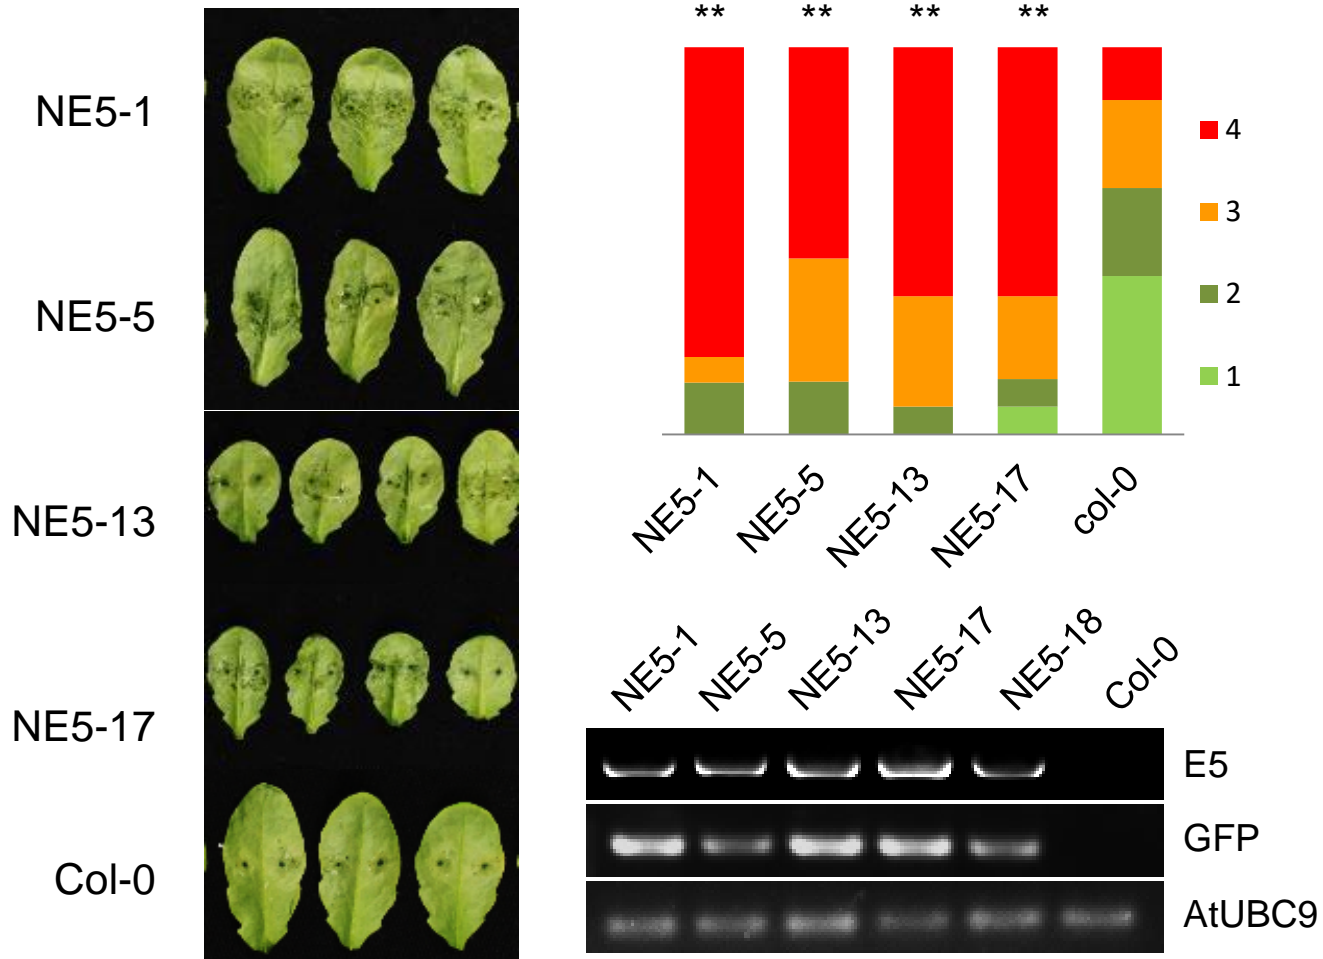 NE5-1
NE5-5
NE5-13
NE5-17
Col-0
** ** ** **
4
3
2
1
NE5-1 NE5-5 NE5-13 NE5-17 col-0
NE5-1 NE5-5 NE5-13 NE5-17 NE5-18 Col-0
E5
GFP
AtUBC9